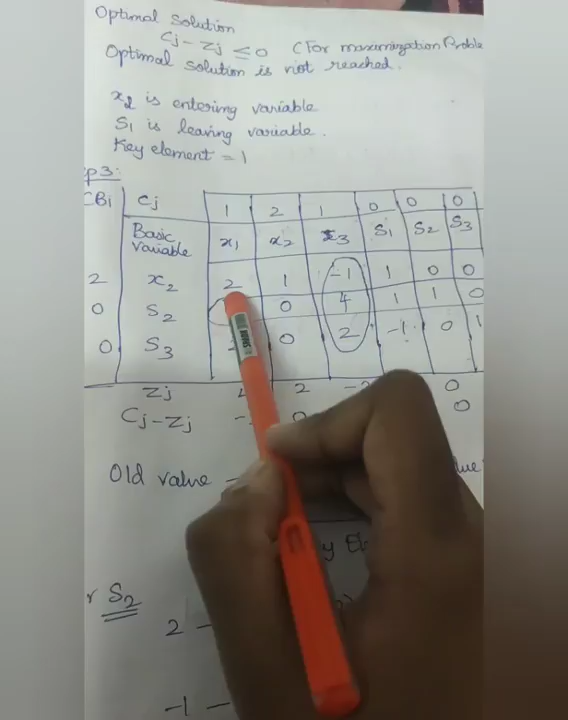 Optimal Solution
Cj - Zj ≤ 0 (For maximization Proble
Optimal solution is not reached.
x2 is entering variable
S1 is leaving variable.
Key element = 1
p3:
CBi Cj 1 2 1 0 0 0
Basic variable x1 x2 x3 S1 S2 S3
2 x2 2 1 -1 1 0 0
0 S2 0 4 1 1 0
0 S3 0 2 -1 0 1
Zj 2 0
Cj - Zj 0
Old value -
r S2
2 -
-1 -